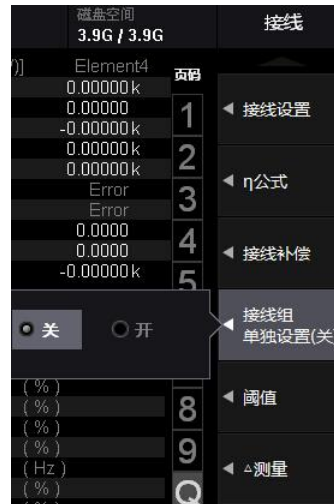 磁盘空间
3.9G / 3.9G
接线
)]
Element4
页码
0.00000 k
0.00000
-0.00000 k
0.00000
0.00000 k
Error
Error
0.0000
0.0000
-0.00000 k
1
2
3
4
5
接线设置
η公式
接线补偿
接线组
单独设置(关
关
开
阈值
△测量
( % )
( % )
( % )
( % )
( Hz )
( % )
8
9
Q